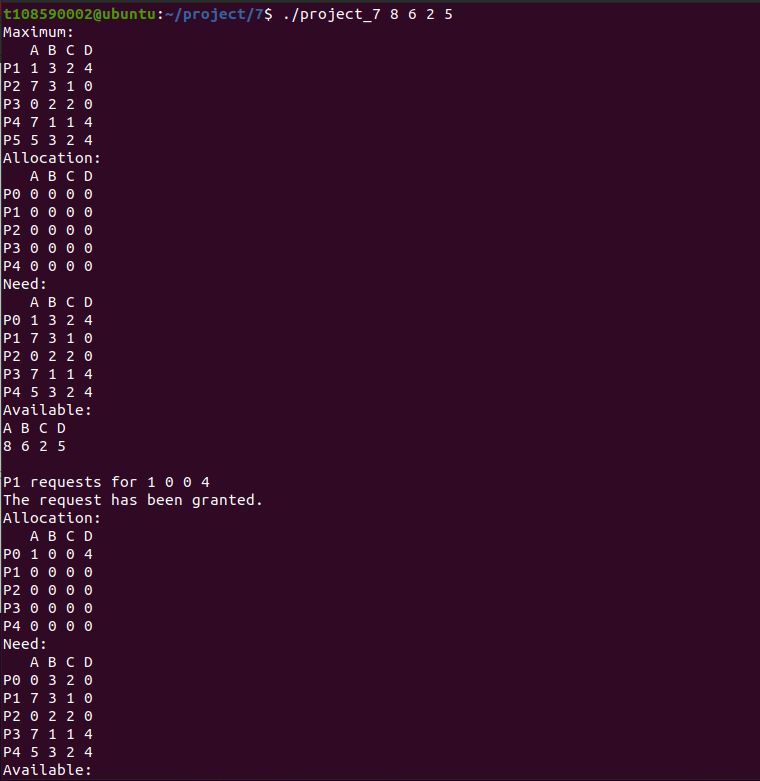 t108590002@ubuntu:~/project/7$ ./project_7 8 6 2 5
Maximum:
   A B C D
P1 1 3 2 4
P2 7 3 1 0
P3 0 2 2 0
P4 7 1 1 4
P5 5 3 2 4
Allocation:
   A B C D
P0 0 0 0 0
P1 0 0 0 0
P2 0 0 0 0
P3 0 0 0 0
P4 0 0 0 0
Need:
   A B C D
P0 1 3 2 4
P1 7 3 1 0
P2 0 2 2 0
P3 7 1 1 4
P4 5 3 2 4
Available:
A B C D
8 6 2 5

P1 requests for 1 0 0 4
The request has been granted.
Allocation:
   A B C D
P0 1 0 0 4
P1 0 0 0 0
P2 0 0 0 0
P3 0 0 0 0
P4 0 0 0 0
Need:
   A B C D
P0 0 3 2 0
P1 7 3 1 0
P2 0 2 2 0
P3 7 1 1 4
P4 5 3 2 4
Available: